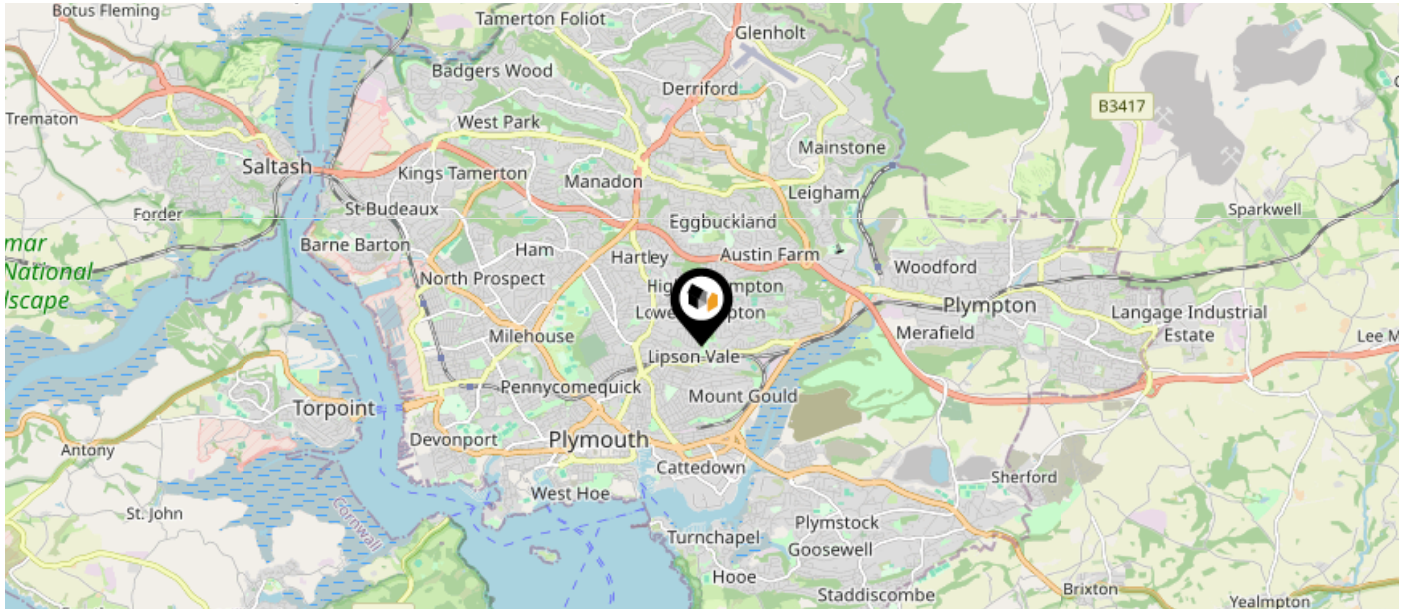 Botus Fleming
Tamerton Foliot
Glenholt
Badgers Wood
Derriford
B3417
Trematon
West Park
Mainstone
Saltash
Kings Tamerton
Manadon
Leigham
Forder
St Budeaux
Eggbuckland
Sparkwell
mar
National
dscape
Barne Barton
Ham
Hartley
Austin Farm
Woodford
North Prospect
Plympton
Milehouse
Merafield
Langage Industrial
Estate
Lee M
Lipson Vale
Pennycomequick
Mount Gould
Torpoint
Devonport
Plymouth
Antony
Cattedown
Sherford
West Hoe
St. John
Cornwall
Plymstock
Turnchapel
Goosewell
Hooe
Staddiscombe
Brixton
Yealmpton